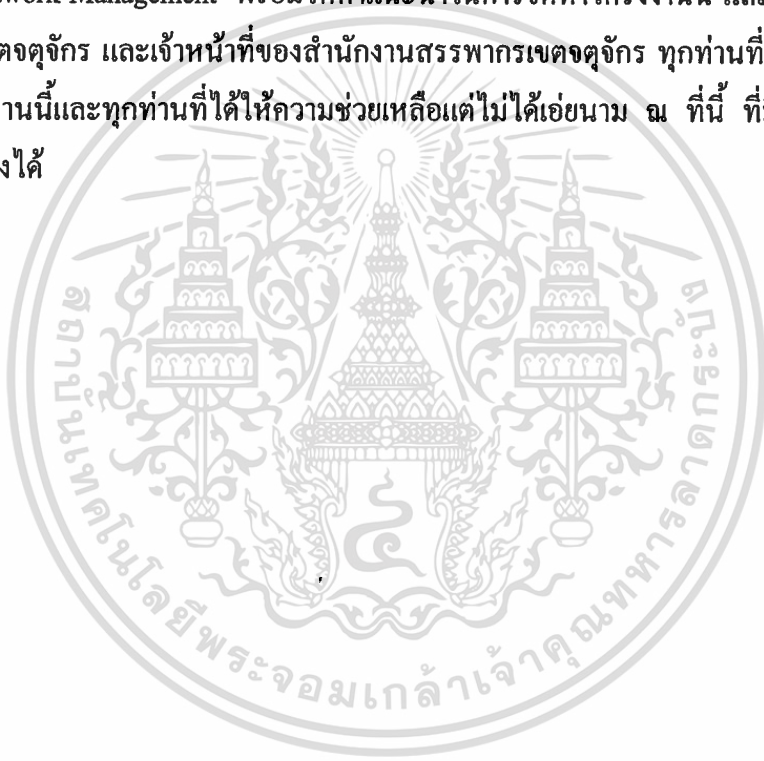 ตจตุจักร และเจ้าหน้าที่ของสำนักงานสรรพากรเขตจตุจักร ทุกท่านที่
านนี้และทุกท่านที่ได้ให้ความช่วยเหลือแต่ไม่ได้เอ่ยนาม ณ ที่นี้ ที่
งได้
สถาบันเทคโนโลยีพระจอมเกล้าเจ้าคุณทหารลาดกระบัง